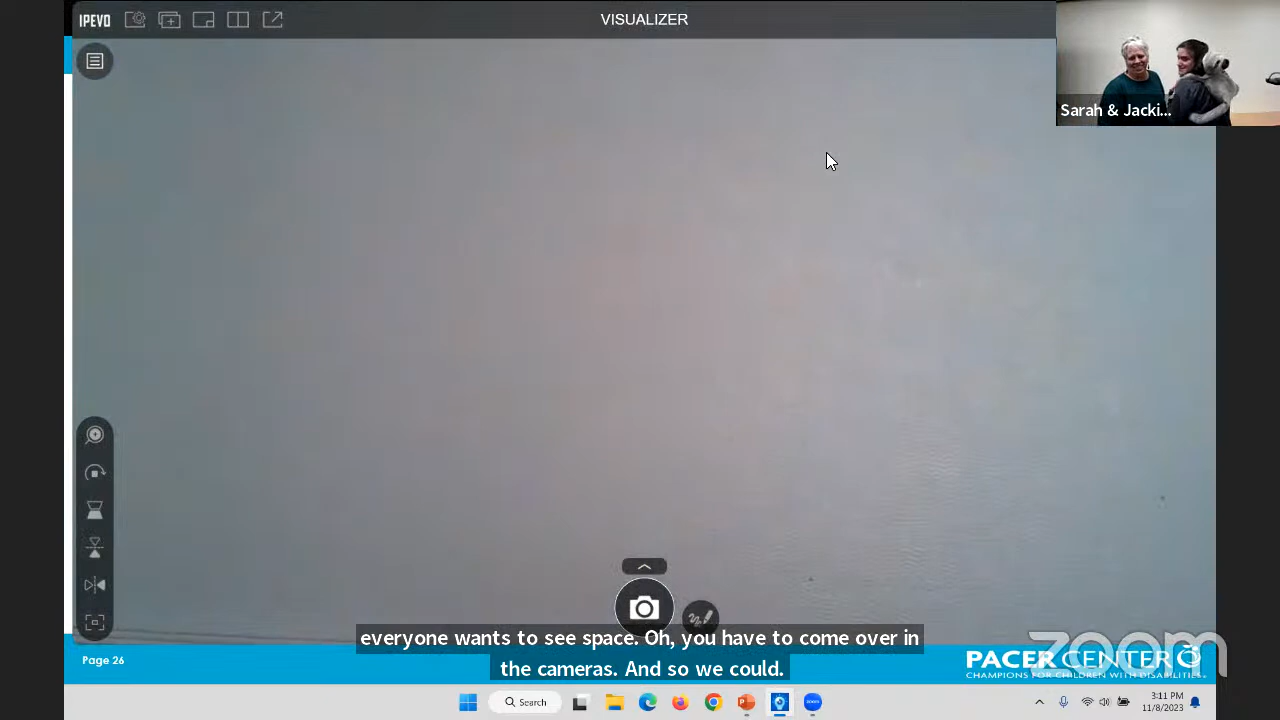 IPEVO
VISUALIZER
Sarah & Jacki...
everyone wants to see space. Oh, you have to come over in
the cameras. And so we could.
Page 26
zoom
PACER CENTER
CHAMPIONS FOR CHILDREN WITH DISABILITIES
Search
3:11 PM
11/8/2023